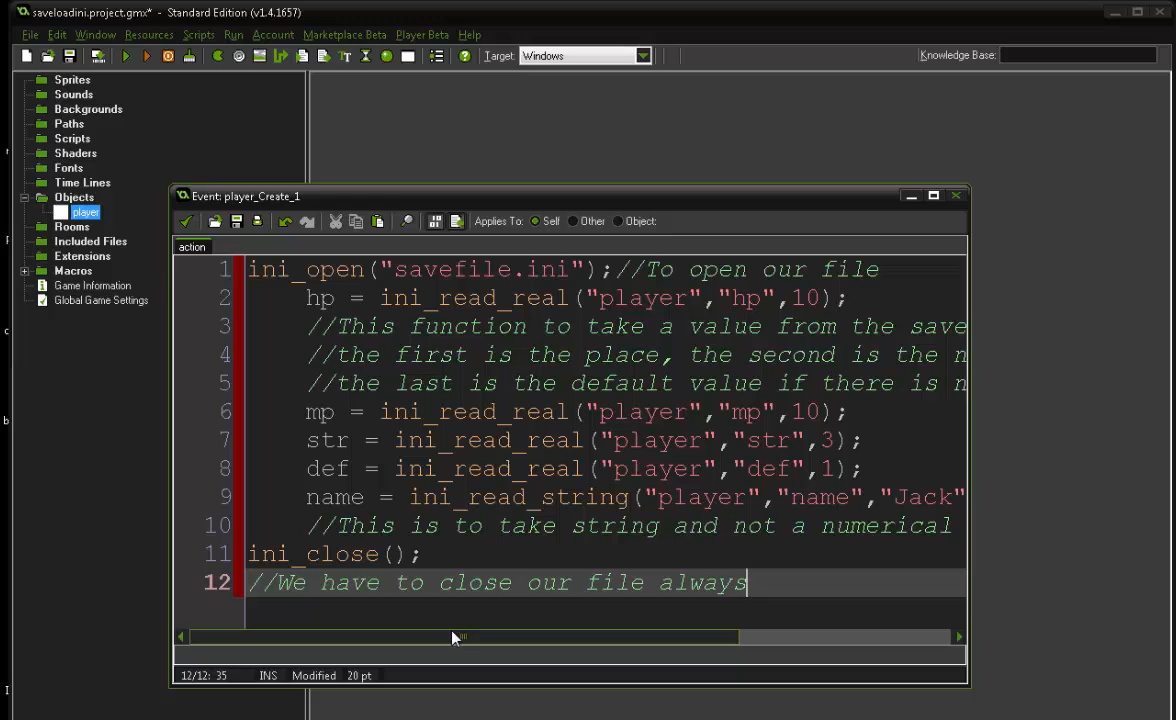 saveloadini.project.gmx* - Standard Edition (v1.4.1657)
File Edit Window Resources Scripts Run Account Marketplace Beta Player Beta Help
Target: Windows Knowledge Base:
Sprites
Sounds
Backgrounds
Paths
Scripts
Shaders
Fonts
Time Lines
Objects
player
Rooms
Included Files
Extensions
Macros
Game Information
Global Game Settings
Event: player_Create_1
Applies To: Self Other Object:
action
1 ini_open("savefile.ini");//To open our file
2 hp = ini_read_real("player","hp",10);
3 //This function to take a value from the save
4 //the first is the place, the second is the n
5 //the last is the default value if there is n
6 mp = ini_read_real("player","mp",10);
7 str = ini_read_real("player","str",3);
8 def = ini_read_real("player","def",1);
9 name = ini_read_string("player","name","Jack"
10 //This is to take string and not a numerical
11 ini_close();
12 //We have to close our file always
12/12: 35 INS Modified 20 pt